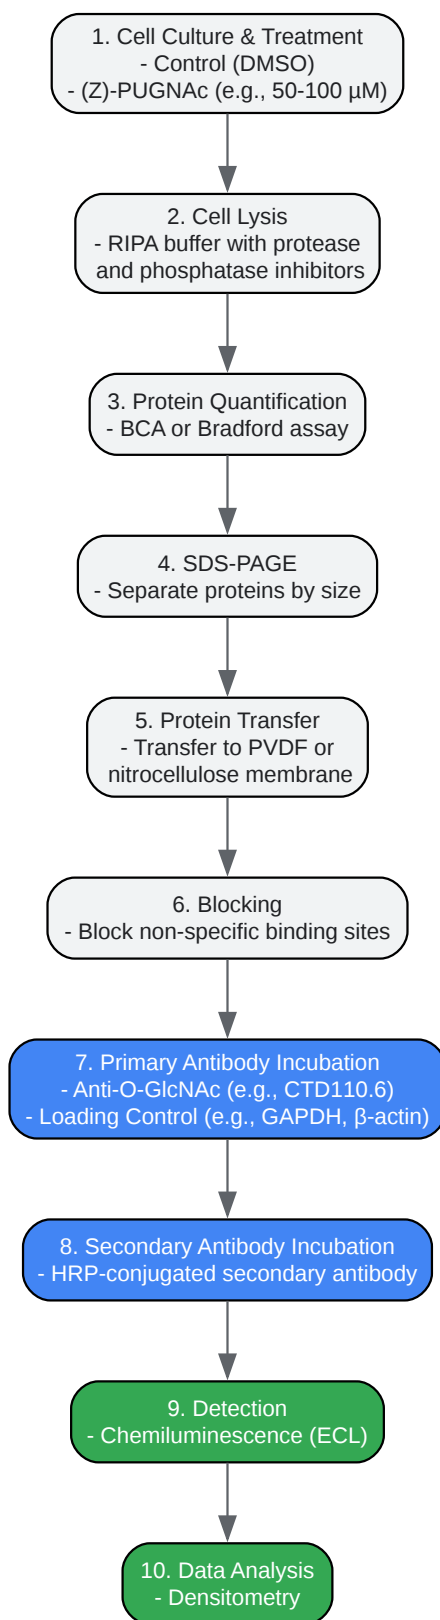 1. Cell Culture & Treatment
- Control (DMSO)
- (Z)-PUGNAc (e.g., 50-100 µM)
2. Cell Lysis
- RIPA buffer with protease
and phosphatase inhibitors
3. Protein Quantification
- BCA or Bradford assay
4. SDS-PAGE
- Separate proteins by size
5. Protein Transfer
- Transfer to PVDF or
nitrocellulose membrane
6. Blocking
- Block non-specific binding sites
7. Primary Antibody Incubation
- Anti-O-GlcNAc (e.g., CTD110.6)
- Loading Control (e.g., GAPDH, β-actin)
8. Secondary Antibody Incubation
- HRP-conjugated secondary antibody
9. Detection
- Chemiluminescence (ECL)
10. Data Analysis
- Densitometry